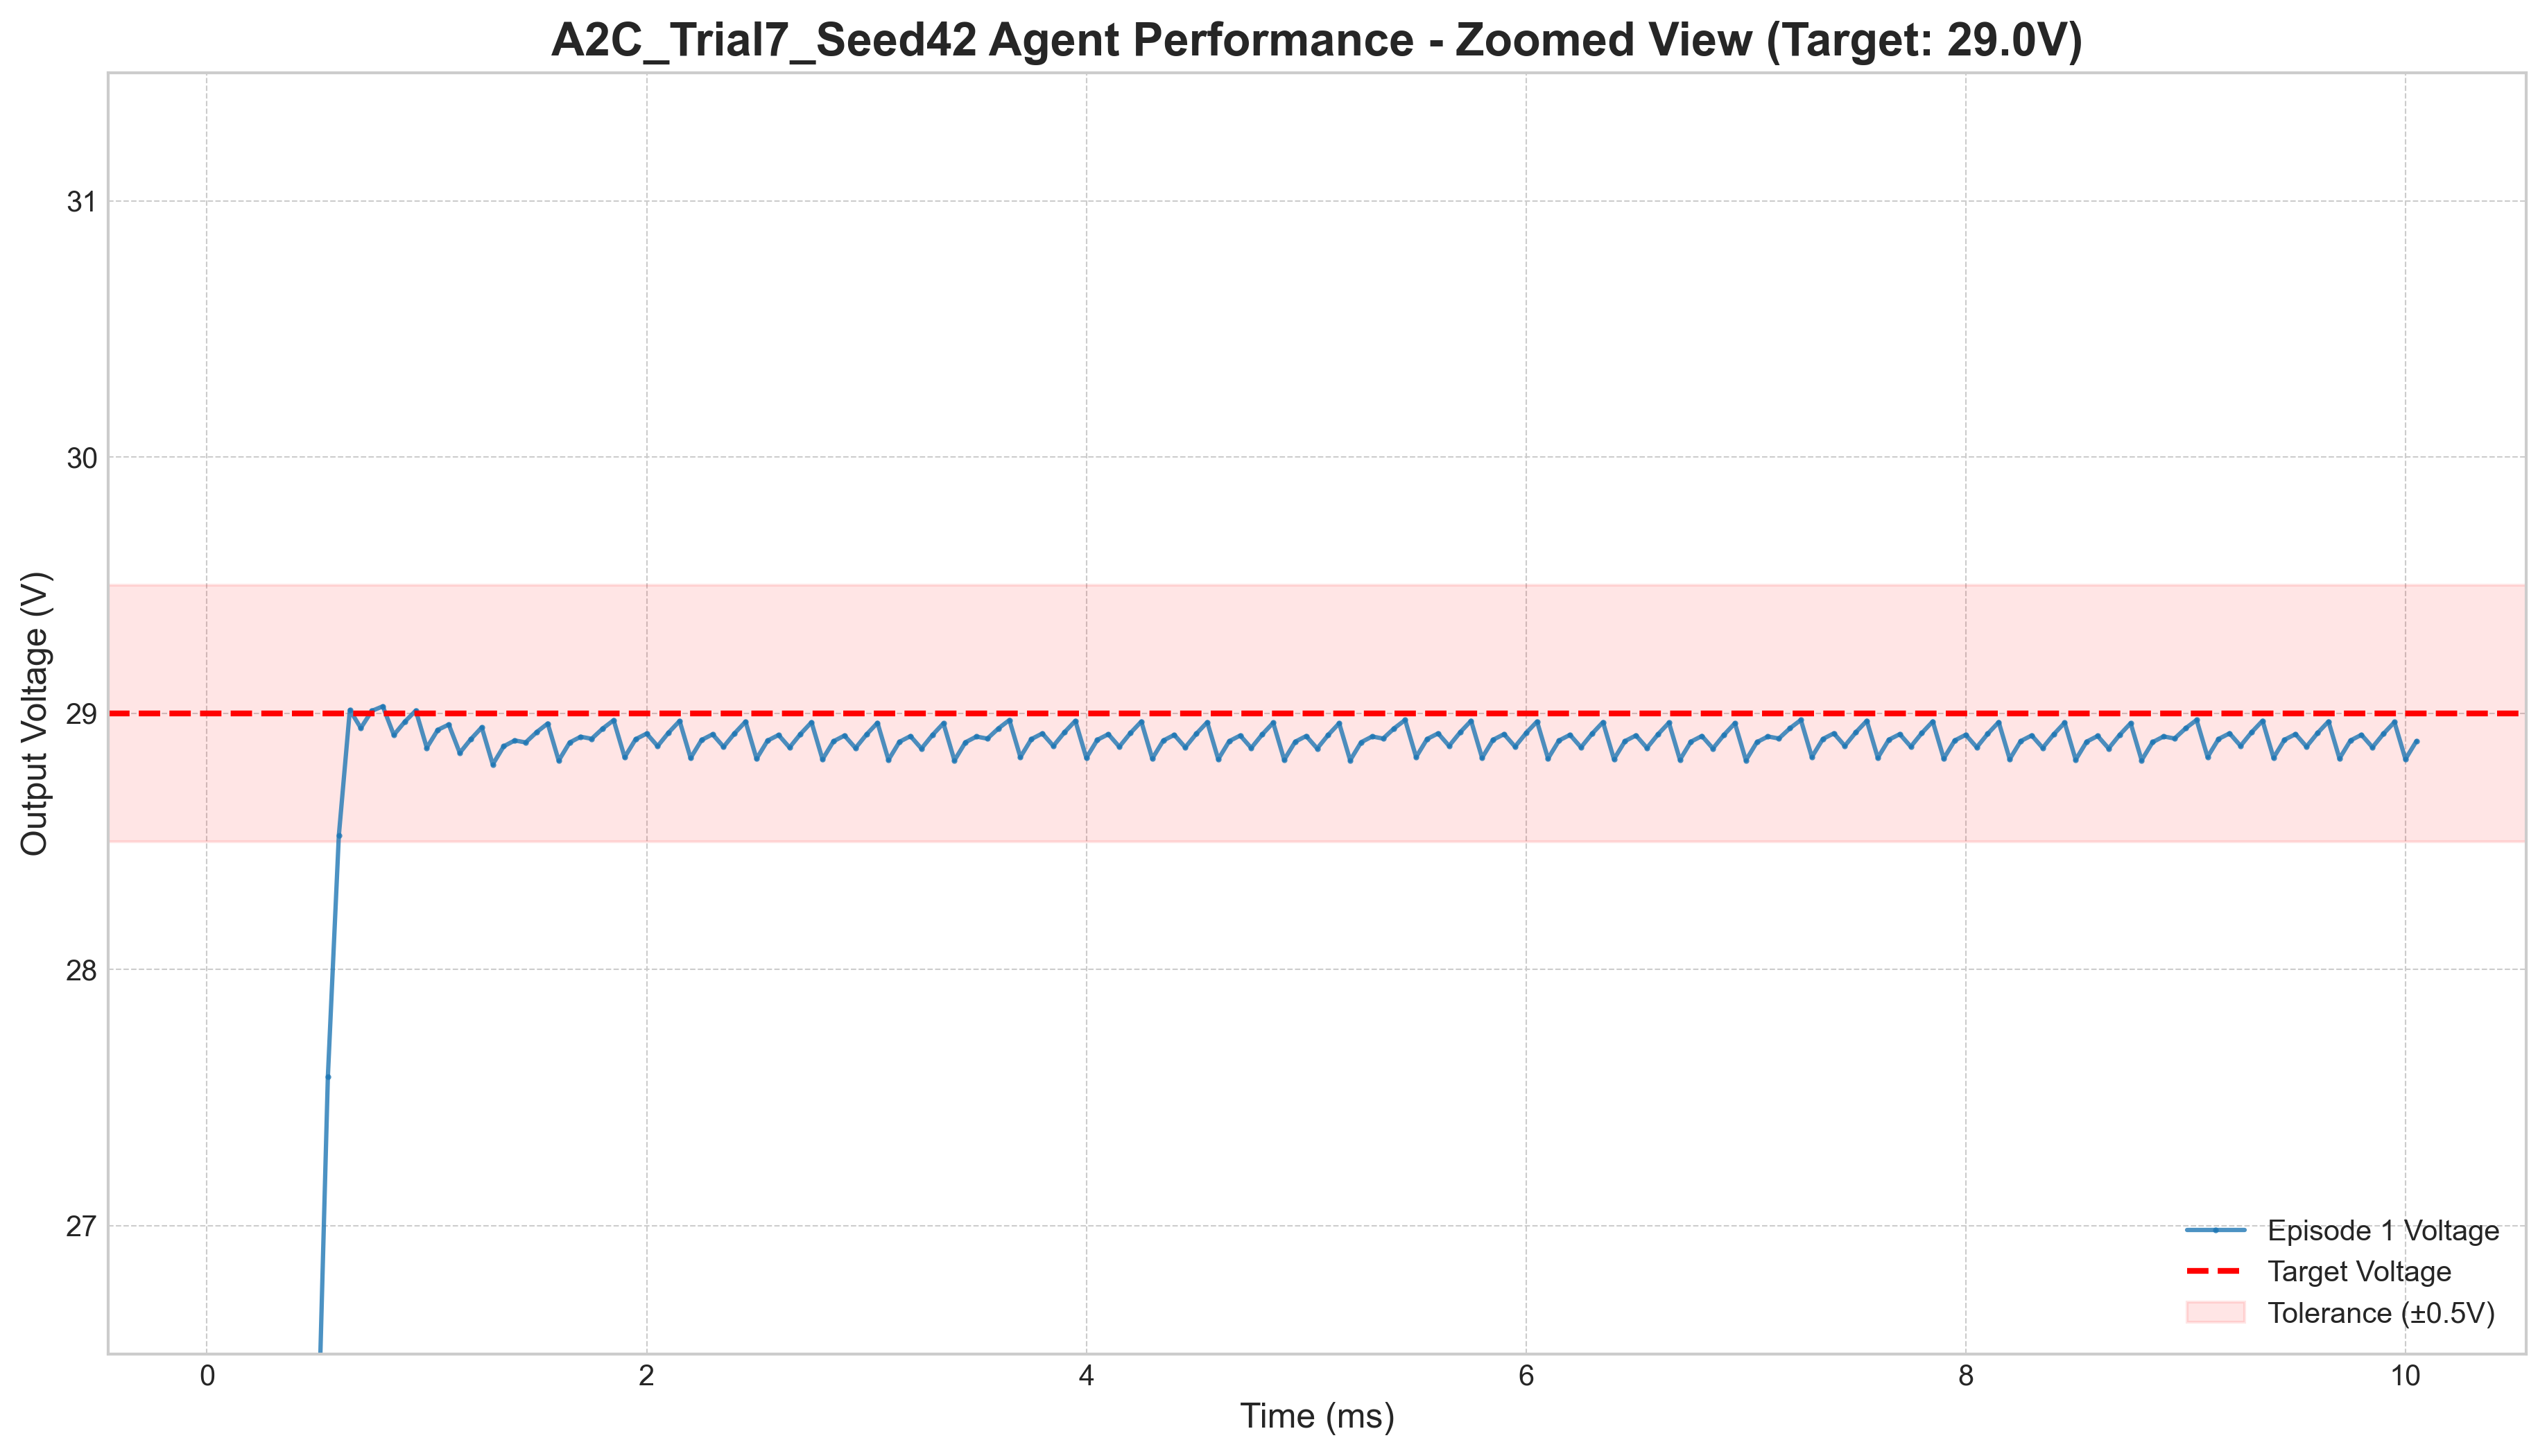 A2C_Trial7_Seed42 Agent Performance - Zoomed View (Target: 29.0V)
Output Voltage (V)
31
30
29
28
27
Episode 1 Voltage
Target Voltage
Tolerance (±0.5V)
0 2 4 6 8 10
Time (ms)